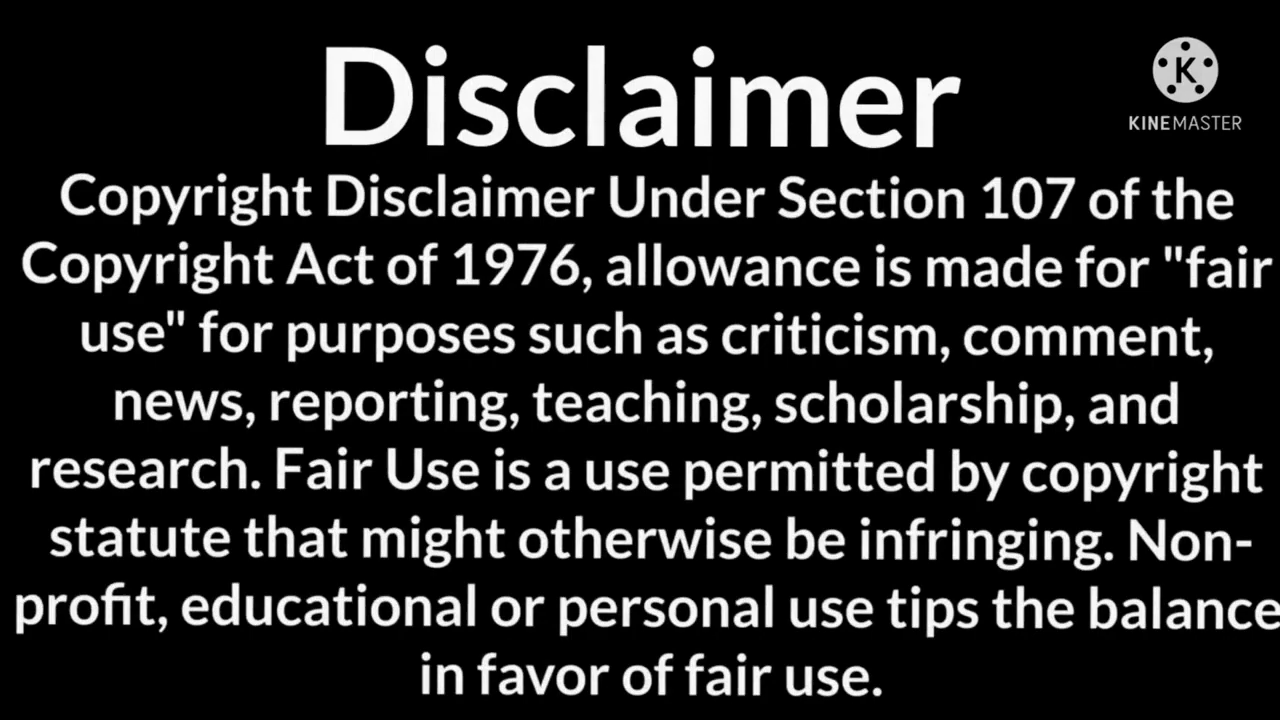 Disclaimer
K
KINEMASTER
Copyright Disclaimer Under Section 107 of the
Copyright Act of 1976, allowance is made for "fair
use" for purposes such as criticism, comment,
news, reporting, teaching, scholarship, and
research. Fair Use is a use permitted by copyright
statute that might otherwise be infringing. Non-
profit, educational or personal use tips the balance
in favor of fair use.